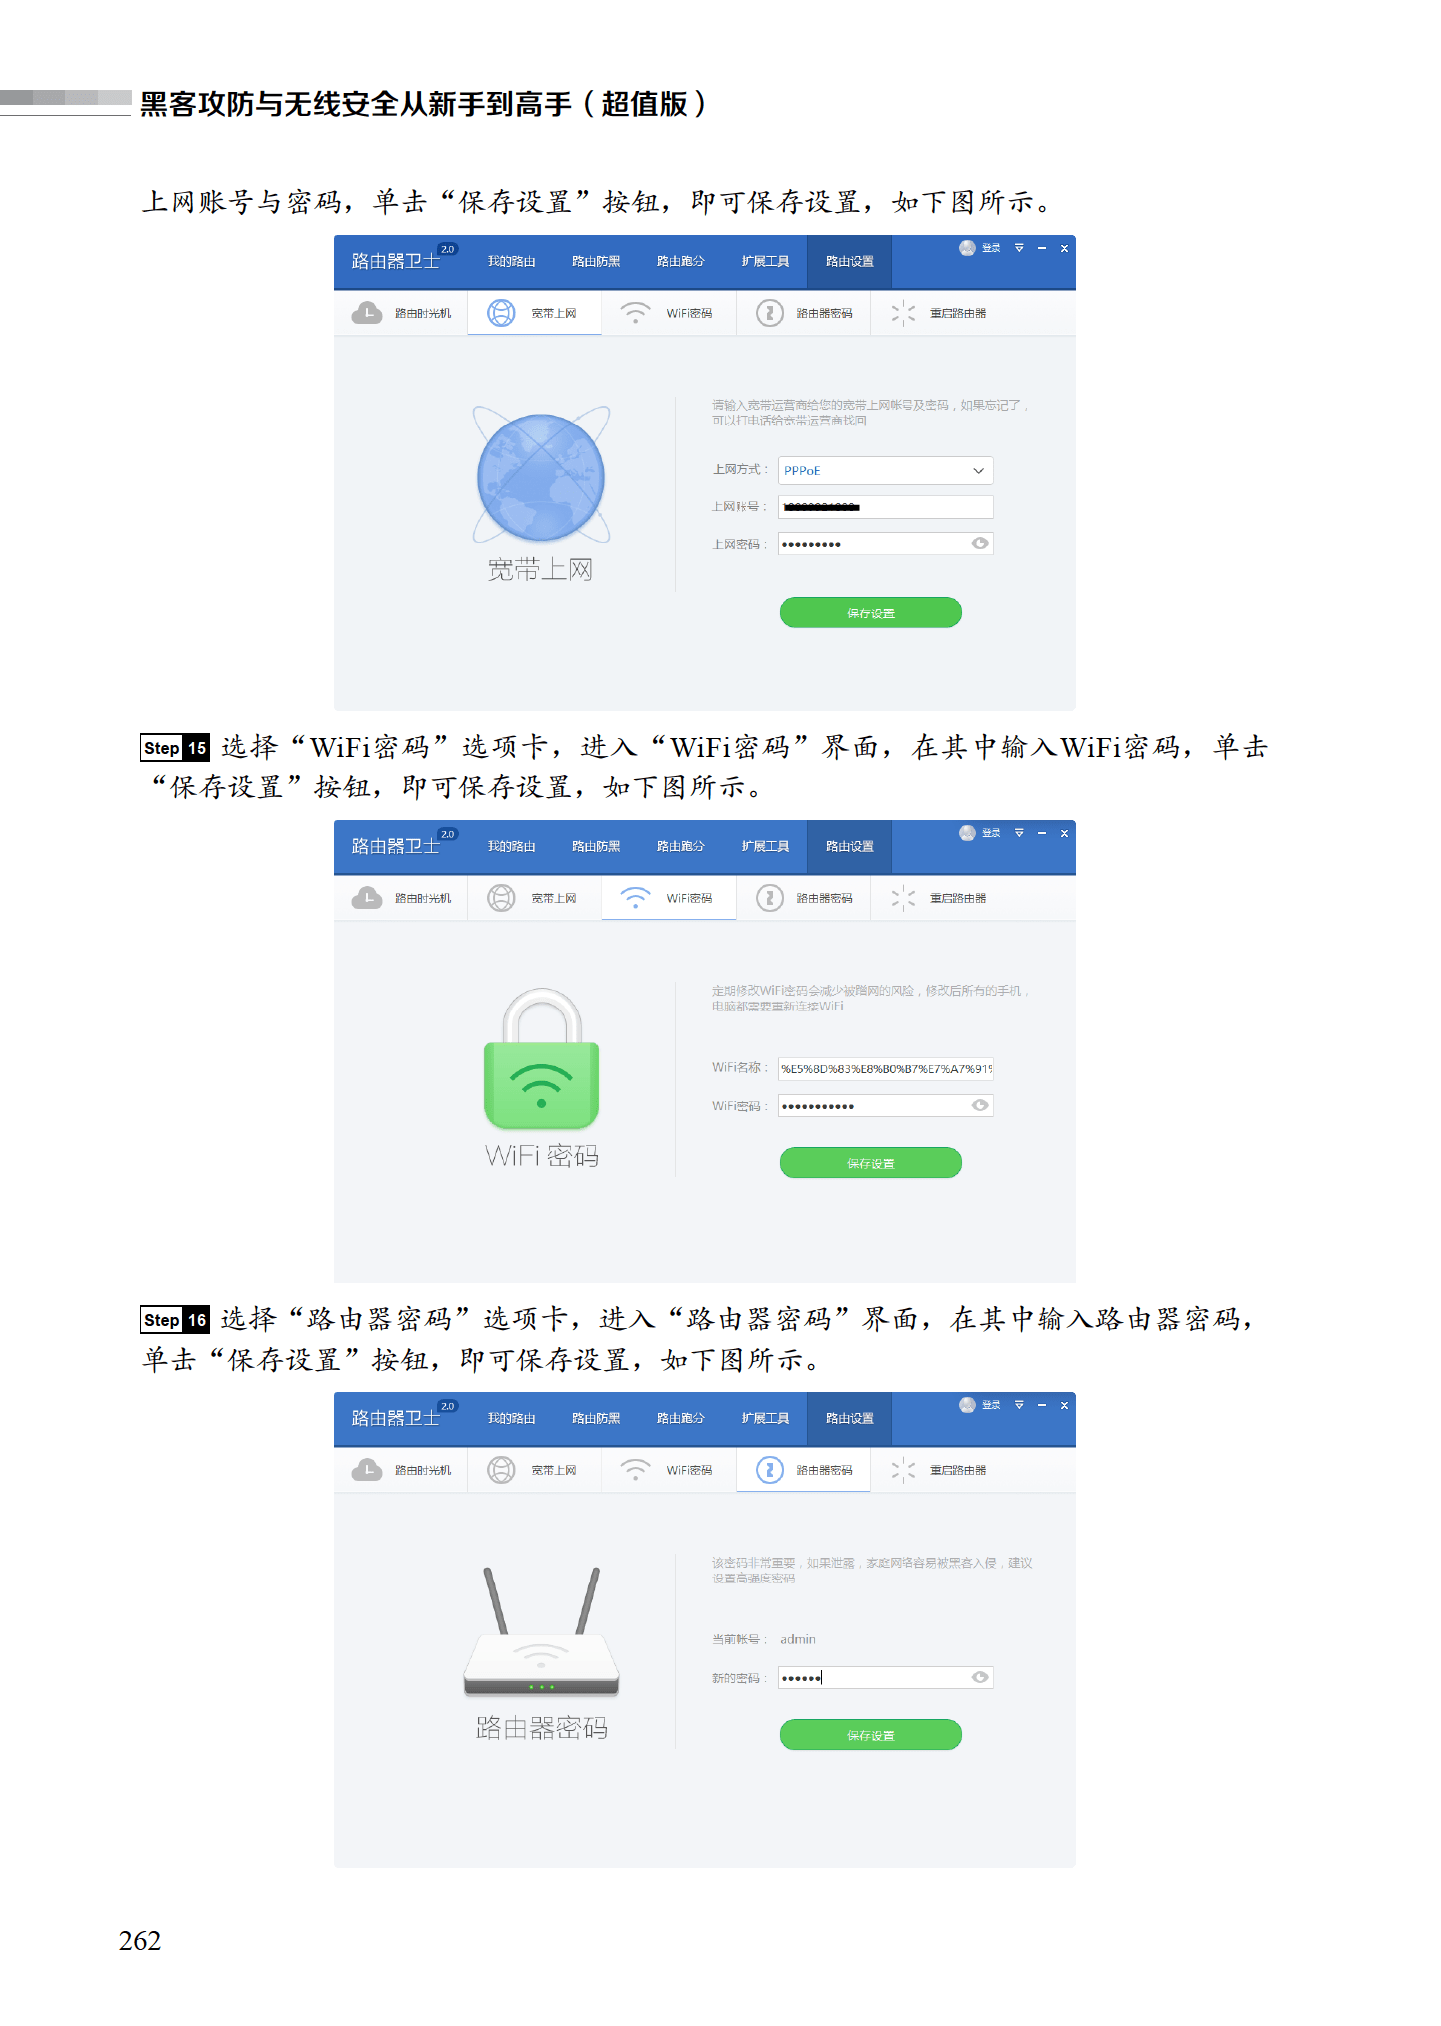 黑客攻防与无线安全从新手到高手（超值版）
上网账号与密码，单击“保存设置”按钮，即可保存设置，如下图所示。
路由器卫士 2.0 我的路由 路由防黑 路由跑分 扩展工具 路由设置 登录
路由时光机 宽带上网 WiFi密码 路由器密码 重启路由器
请输入宽带运营商给您的宽带上网帐号及密码，如果忘记了，
可以打电话给宽带运营商找回
上网方式： PPPoE
上网账号：
上网密码： •••••••••
宽带上网
保存设置
Step 15 选择“WiFi密码”选项卡，进入“WiFi密码”界面，在其中输入WiFi密码，单击
“保存设置”按钮，即可保存设置，如下图所示。
路由器卫士 2.0 我的路由 路由防黑 路由跑分 扩展工具 路由设置 登录
路由时光机 宽带上网 WiFi密码 路由器密码 重启路由器
定期修改WiFi密码会减少被蹭网的风险，修改后所有的手机，
电脑都需要重新连接WiFi
WiFi名称： %E5%8D%83%E8%B0%B7%E7%A7%91%
WiFi密码： •••••••••••
WiFi 密码
保存设置
Step 16 选择“路由器密码”选项卡，进入“路由器密码”界面，在其中输入路由器密码，
单击“保存设置”按钮，即可保存设置，如下图所示。
路由器卫士 2.0 我的路由 路由防黑 路由跑分 扩展工具 路由设置 登录
路由时光机 宽带上网 WiFi密码 路由器密码 重启路由器
该密码非常重要，如果泄露，家庭网络容易被黑客入侵，建议
设置高强度密码
当前帐号： admin
新的密码： ••••••
路由器密码
保存设置
262